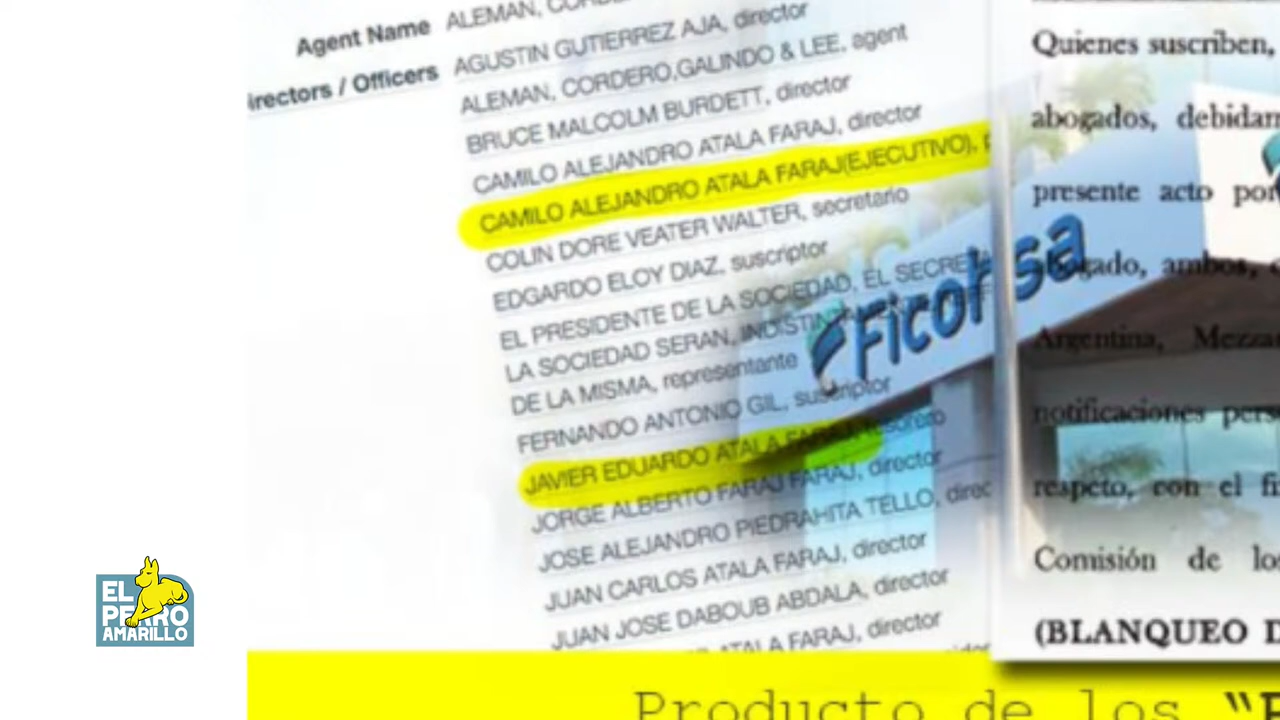 Agent Name ALEMAN,
irectors / Officers AGUSTIN GUTIERREZ AJA, director
ALEMAN, CORDERO,GALINDO & LEE, agent
BRUCE MALCOLM BURDETT, director
CAMILO ALEJANDRO ATALA FARAJ, director
CAMILO ALEJANDRO ATALA FARAJ(EJECUTIVO),
COLIN DORE VEATER WALTER, secretario
EDGARDO ELOY DIAZ, suscriptor
EL PRESIDENTE DE LA SOCIEDAD, EL SECRE
LA SOCIEDAD SERAN,
DE LA MISMA, representante
FERNANDO ANTONIO GIL, suscriptor
JAVIER EDUARDO ATALA FARAJ, tesorero
JORGE ALBERTO FARAJ FARAJ, director
JOSE ALEJANDRO PIEDRAHITA TELLO, direc
JUAN CARLOS ATALA FARAJ, director
JUAN JOSE DABOUB ABDALA, director
ATALA FARAJ, director
Ficohsa
Quienes suscriben,
abogados, debidam
presente acto por
abogado, ambos,
Argentina, Mezza
notificaciones pers
respeto, con el fi
Comisión de los
(BLANQUEO D
EL
PERRO
AMARILLO
Producto de los "P